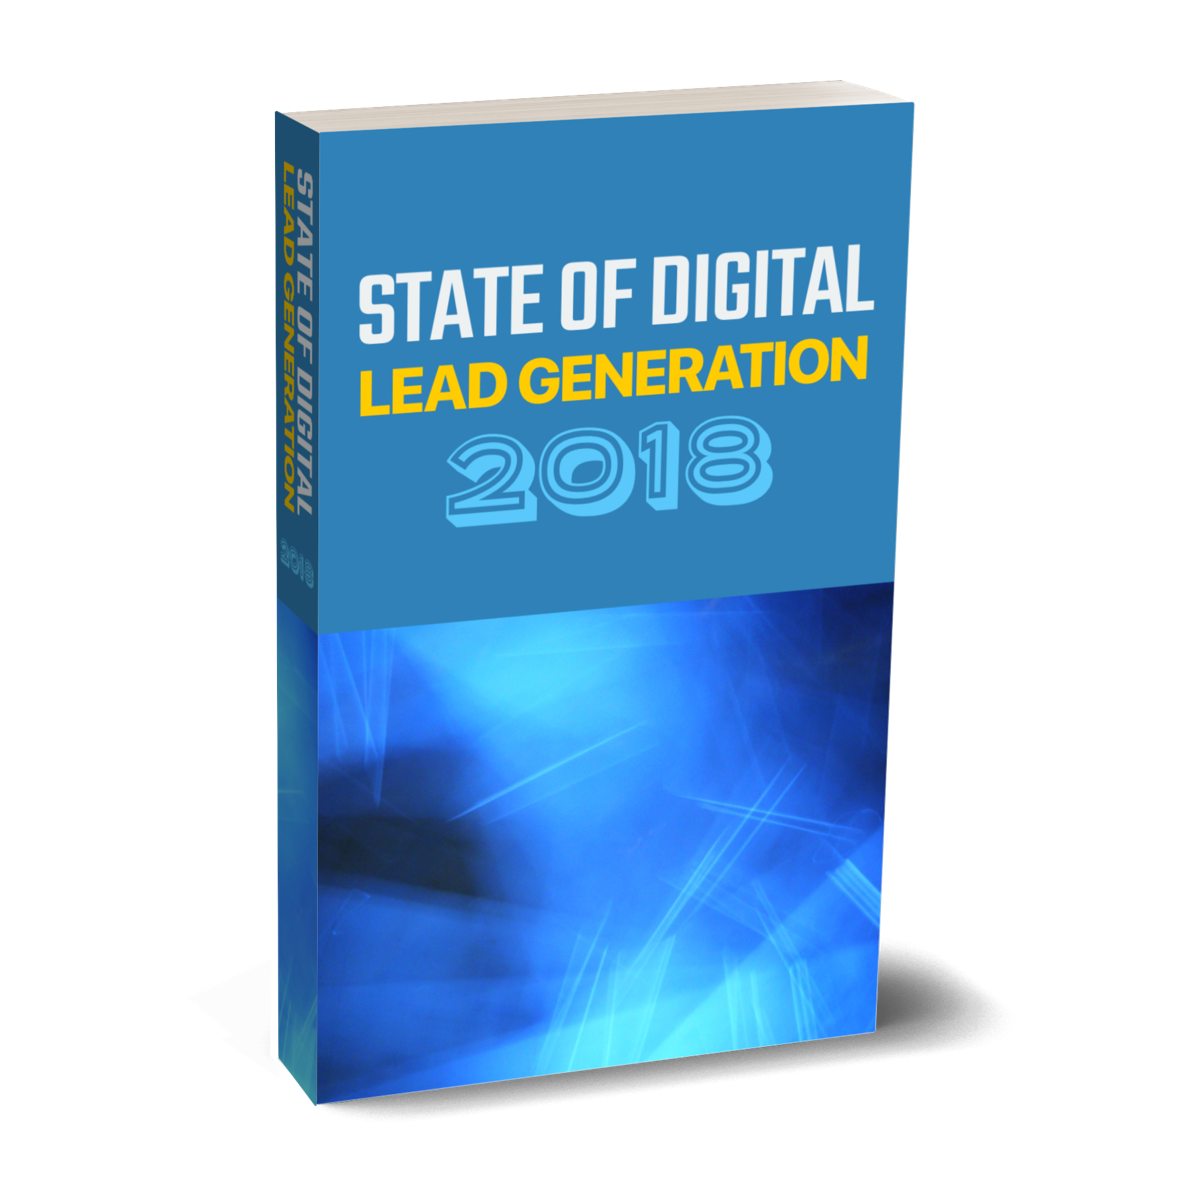 STATE OF DIGITAL
LEAD GENERATION
2018
STATE OF DIGITAL
LEAD GENERATION
2018